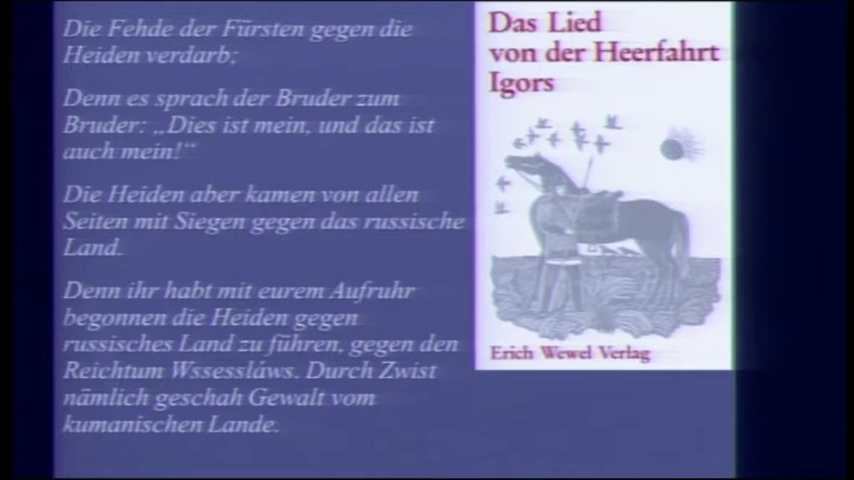 Die Fehde der Fürsten gegen die
Heiden verdarb;
Denn es sprach der Bruder zum
Bruder: „Dies ist mein, und das ist
auch mein!“
Die Heiden aber kamen von allen
Seiten mit Siegen gegen das russische
Land.
Denn ihr habt mit eurem Aufruhr
begonnen die Heiden gegen
russisches Land zu führen, gegen den
Reichtum Wssessláws. Durch Zwist
nämlich geschah Gewalt vom
kumanischen Lande.
Das Lied
von der Heerfahrt
Igors
Erich Wewel Verlag